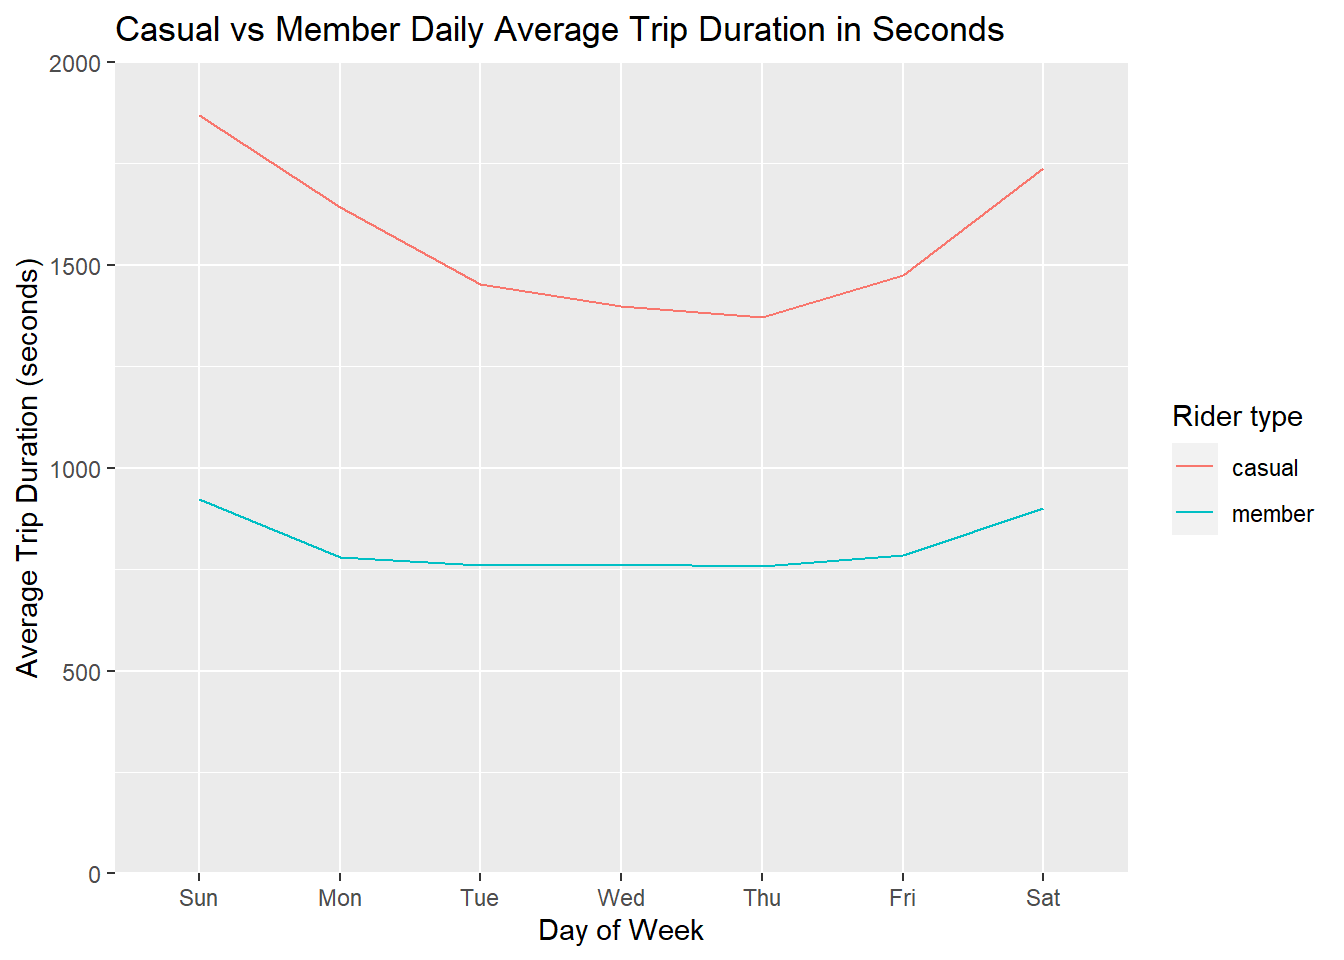 Casual vs Member Daily Average Trip Duration in Seconds
2000
1500
1000
500
0
Average Trip Duration (seconds)
Sun Mon Tue Wed Thu Fri Sat
Day of Week
Rider type
casual
member